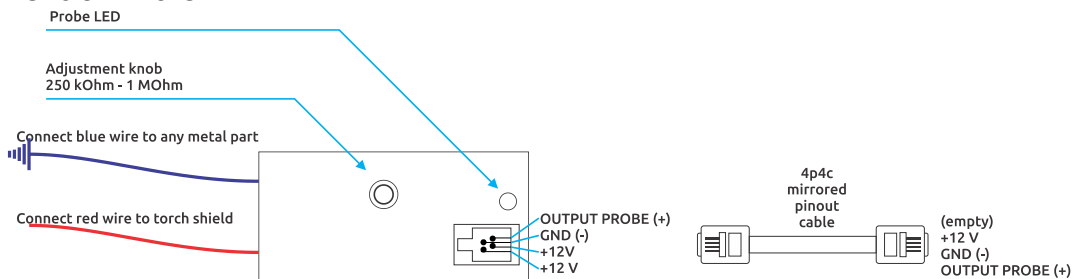 Probe LED
Adjustment knob
250 kOhm - 1 MOhm
Connect blue wire to any metal part
Connect red wire to torch shield
OUTPUT PROBE (+)
GND (-)
+12V
+12 V
4p4c
mirrored
pinout
cable
(empty)
+12 V
GND (-)
OUTPUT PROBE (+)